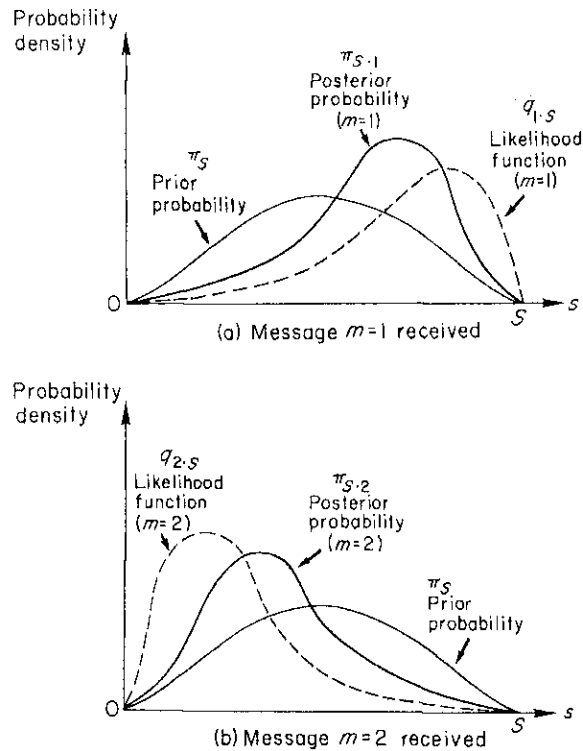 Probability
density
π_S·1
Posterior
probability
(m=1)
q_1·S
Likelihood
function
(m=1)
π_S
Prior
probability
O
S
s
(a) Message m=1 received
Probability
density
q_2·S
Likelihood
function
(m=2)
π_S·2
Posterior
probability
(m=2)
π_S
Prior
probability
O
S
s
(b) Message m=2 received